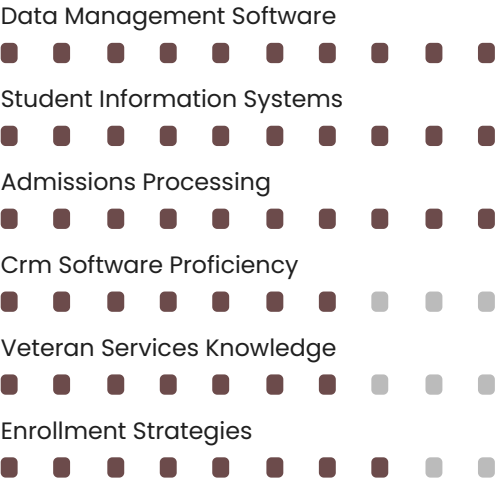 Data Management Software
Student Information Systems
Admissions Processing
Crm Software Proficiency
Veteran Services Knowledge
Enrollment Strategies